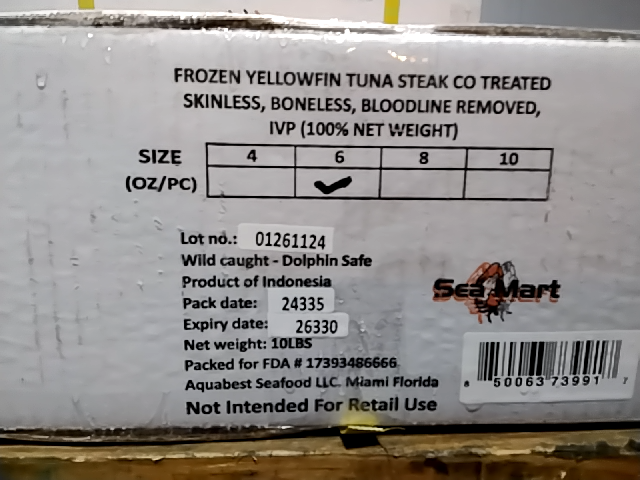 FROZEN YELLOWFIN TUNA STEAK CO TREATED
SKINLESS, BONELESS, BLOODLINE REMOVED,
IVP (100% NET WEIGHT)
SIZE 4 6 8 10
(OZ/PC)
Lot no.: 01261124
Wild caught - Dolphin Safe
Product of Indonesia
Pack date: 24335
Expiry date: 26330
Net weight: 10LBS
Packed for FDA # 17393486666
Aquabest Seafood LLC. Miami Florida
Not Intended For Retail Use
Sea Mart
8 50063 73991 7